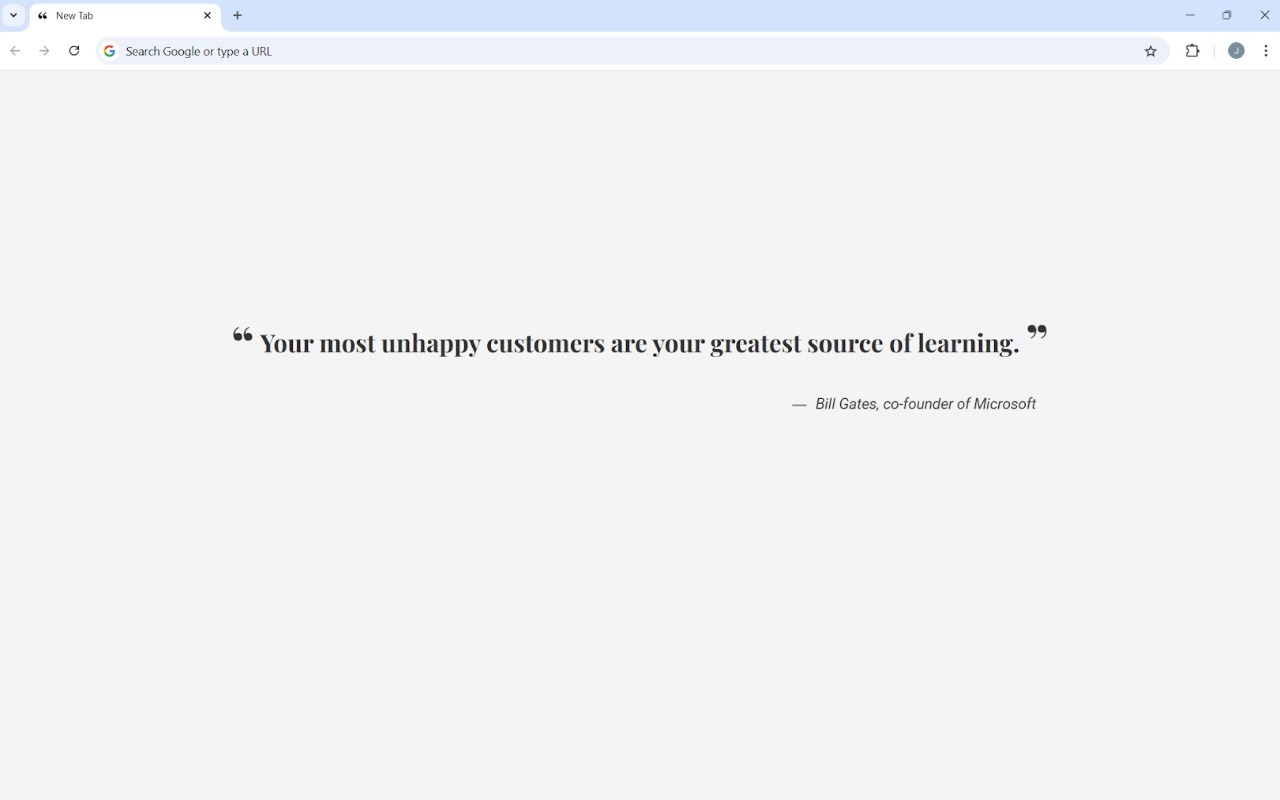 New Tab
Search Google or type a URL
J
“ Your most unhappy customers are your greatest source of learning. ”
— Bill Gates, co-founder of Microsoft